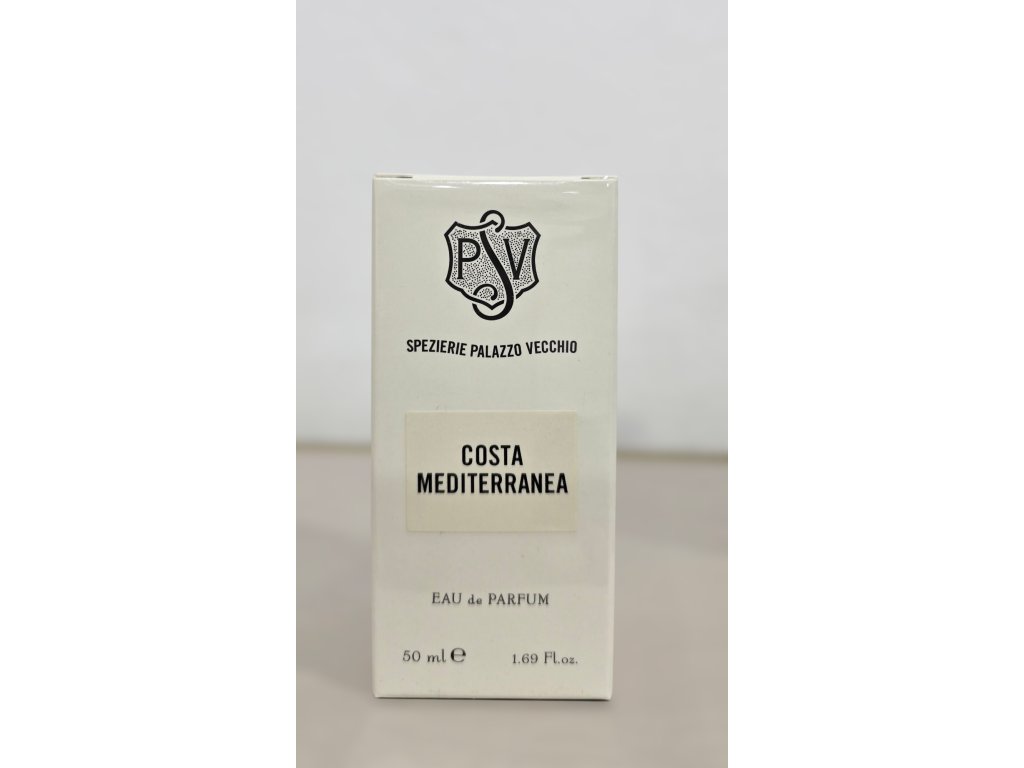 PSV
SPEZIERIE PALAZZO VECCHIO
COSTA
MEDITERRANEA
EAU de PARFUM
50 ml ℮ 1.69 Fl.oz.